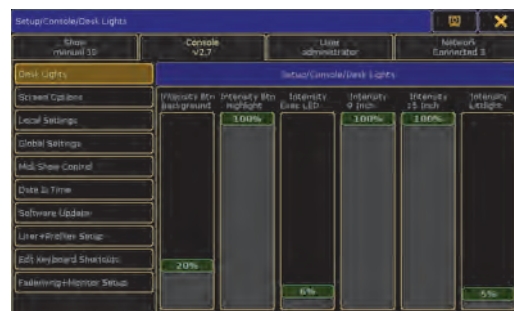 Setup/Console/Desk Lights
Show
manual 10
Console
v2.7
User
administrator
Network
Connected 3
Desk Lights
Setup/Console/Desk Lights
Screen Options
Local Settings
Global Settings
Midi Show Control
Date & Time
Software Update
User+Profiles Setup
Edit Keyboard Shortcuts
Faderwing+Monitor Setup
Intensity Btn
Background
Intensity Btn
Highlight
Intensity
Exec LED
Intensity
9 Inch
Intensity
15 Inch
Intensity
Littlight
20%
100%
6%
100%
100%
5%